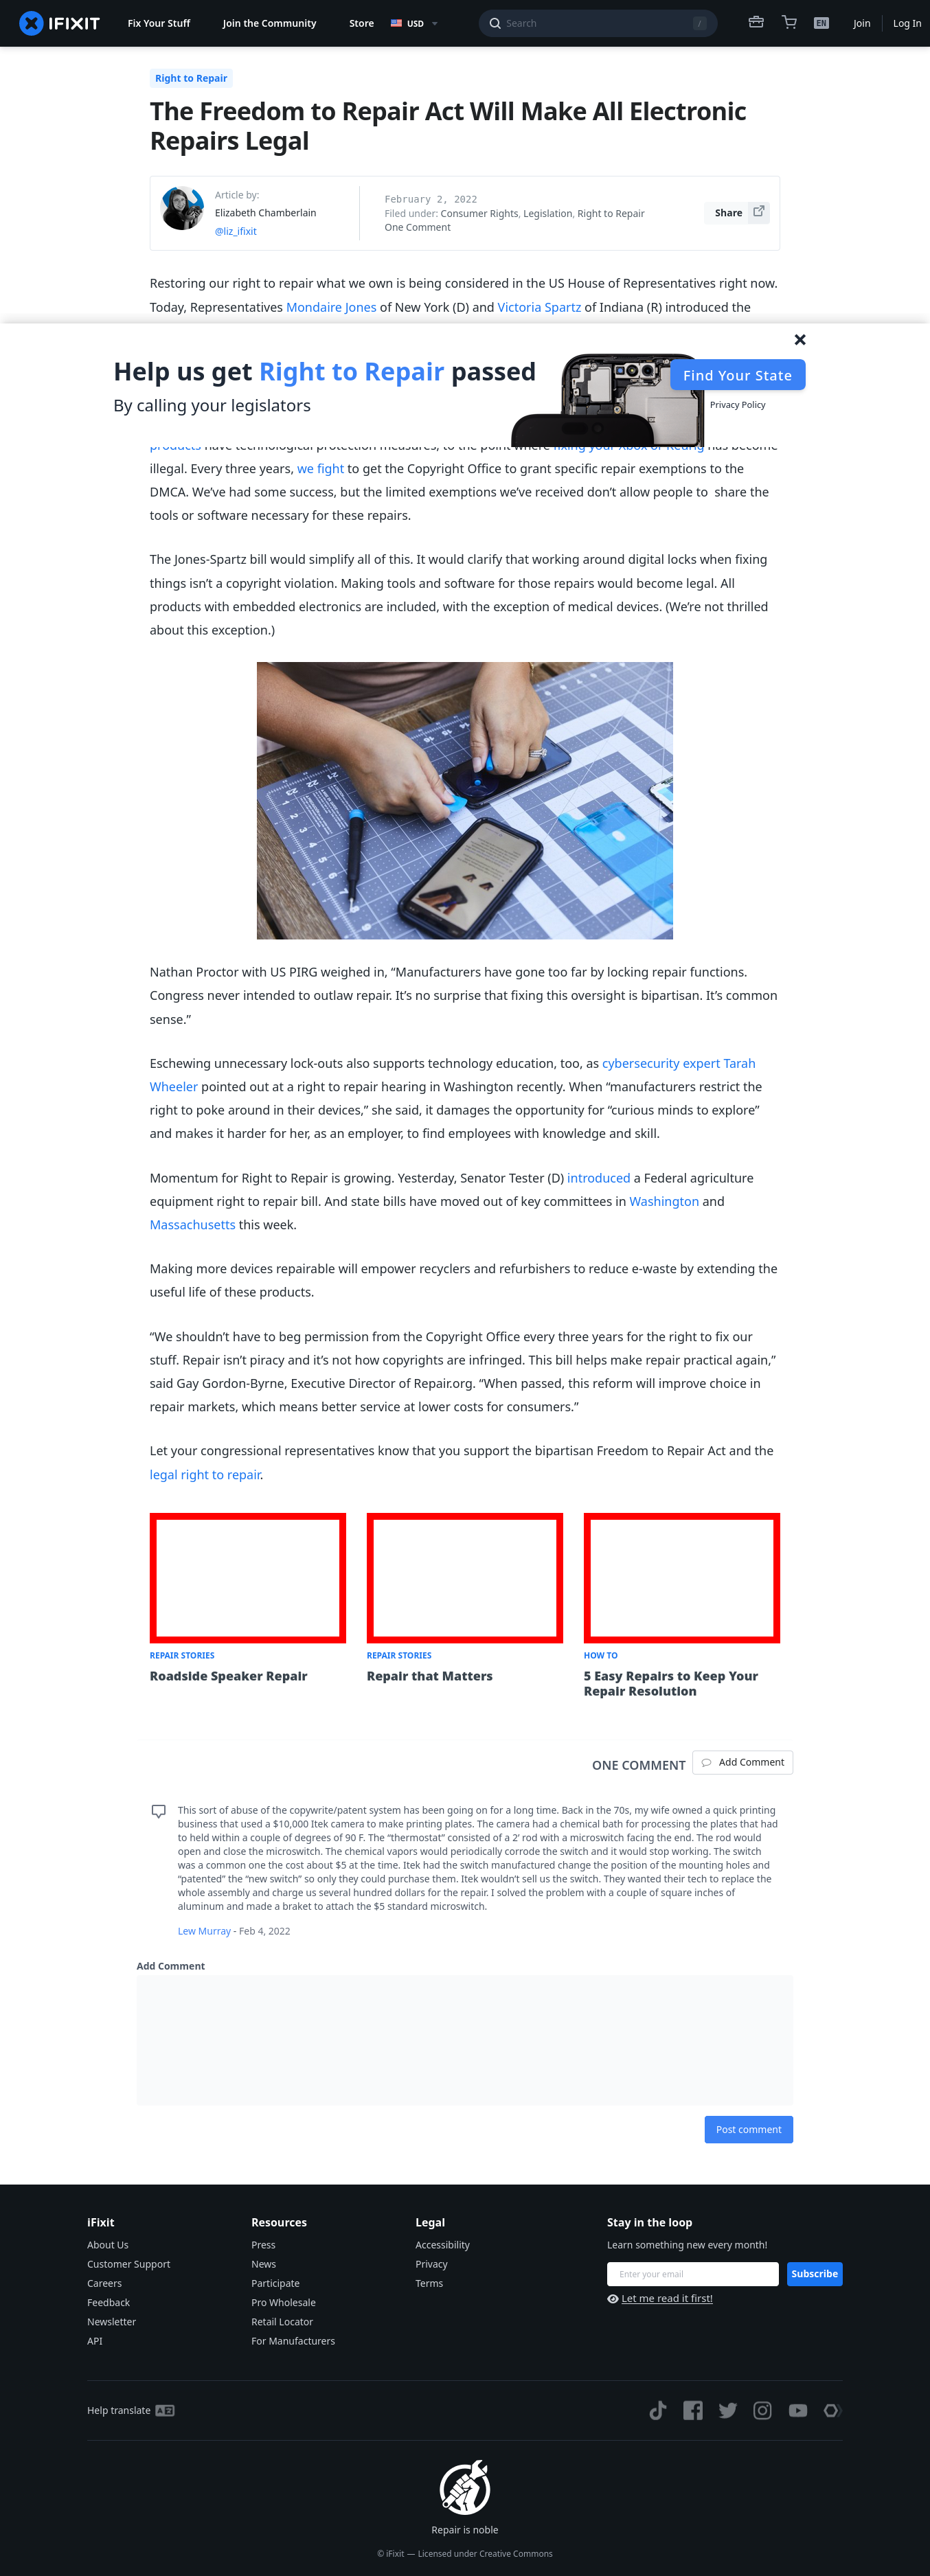 IFIXIT Fix Your Stuff Join the Community Store USD Search / EN Join Log In
Right to Repair
The Freedom to Repair Act Will Make All Electronic
Repairs Legal
Article by:
Elizabeth Chamberlain
@liz_ifixit
February 2, 2022
Filed under: Consumer Rights, Legislation, Right to Repair
One Comment
Share
Restoring our right to repair what we own is being considered in the US House of Representatives right now.
Today, Representatives Mondaire Jones of New York (D) and Victoria Spartz of Indiana (R) introduced the
Help us get Right to Repair passed
By calling your legislators
Find Your State
Privacy Policy
products have technological protection measures, to the point where fixing your Xbox or Keurig has become
illegal. Every three years, we fight to get the Copyright Office to grant specific repair exemptions to the
DMCA. We’ve had some success, but the limited exemptions we’ve received don’t allow people to share the
tools or software necessary for these repairs.
The Jones-Spartz bill would simplify all of this. It would clarify that working around digital locks when fixing
things isn’t a copyright violation. Making tools and software for those repairs would become legal. All
products with embedded electronics are included, with the exception of medical devices. (We’re not thrilled
about this exception.)
Nathan Proctor with US PIRG weighed in, “Manufacturers have gone too far by locking repair functions.
Congress never intended to outlaw repair. It’s no surprise that fixing this oversight is bipartisan. It’s common
sense.”
Eschewing unnecessary lock-outs also supports technology education, too, as cybersecurity expert Tarah
Wheeler pointed out at a right to repair hearing in Washington recently. When “manufacturers restrict the
right to poke around in their devices,” she said, it damages the opportunity for “curious minds to explore”
and makes it harder for her, as an employer, to find employees with knowledge and skill.
Momentum for Right to Repair is growing. Yesterday, Senator Tester (D) introduced a Federal agriculture
equipment right to repair bill. And state bills have moved out of key committees in Washington and
Massachusetts this week.
Making more devices repairable will empower recyclers and refurbishers to reduce e-waste by extending the
useful life of these products.
“We shouldn’t have to beg permission from the Copyright Office every three years for the right to fix our
stuff. Repair isn’t piracy and it’s not how copyrights are infringed. This bill helps make repair practical again,”
said Gay Gordon-Byrne, Executive Director of Repair.org. “When passed, this reform will improve choice in
repair markets, which means better service at lower costs for consumers.”
Let your congressional representatives know that you support the bipartisan Freedom to Repair Act and the
legal right to repair.
REPAIR STORIES
Roadside Speaker Repair
REPAIR STORIES
Repair that Matters
HOW TO
5 Easy Repairs to Keep Your
Repair Resolution
ONE COMMENT Add Comment
This sort of abuse of the copywrite/patent system has been going on for a long time. Back in the 70s, my wife owned a quick printing
business that used a $10,000 Itek camera to make printing plates. The camera had a chemical bath for processing the plates that had
to held within a couple of degrees of 90 F. The “thermostat” consisted of a 2’ rod with a microswitch facing the end. The rod would
open and close the microswitch. The chemical vapors would periodically corrode the switch and it would stop working. The switch
was a common one the cost about $5 at the time. Itek had the switch manufactured change the position of the mounting holes and
“patented” the “new switch” so only they could purchase them. Itek wouldn’t sell us the switch. They wanted their tech to replace the
whole assembly and charge us several hundred dollars for the repair. I solved the problem with a couple of square inches of
aluminum and made a braket to attach the $5 standard microswitch.
Lew Murray - Feb 4, 2022
Add Comment
Post comment
iFixit
About Us
Customer Support
Careers
Feedback
Newsletter
API
Resources
Press
News
Participate
Pro Wholesale
Retail Locator
For Manufacturers
Legal
Accessibility
Privacy
Terms
Stay in the loop
Learn something new every month!
Enter your email
Subscribe
Let me read it first!
Help translate
Repair is noble
© iFixit — Licensed under Creative Commons